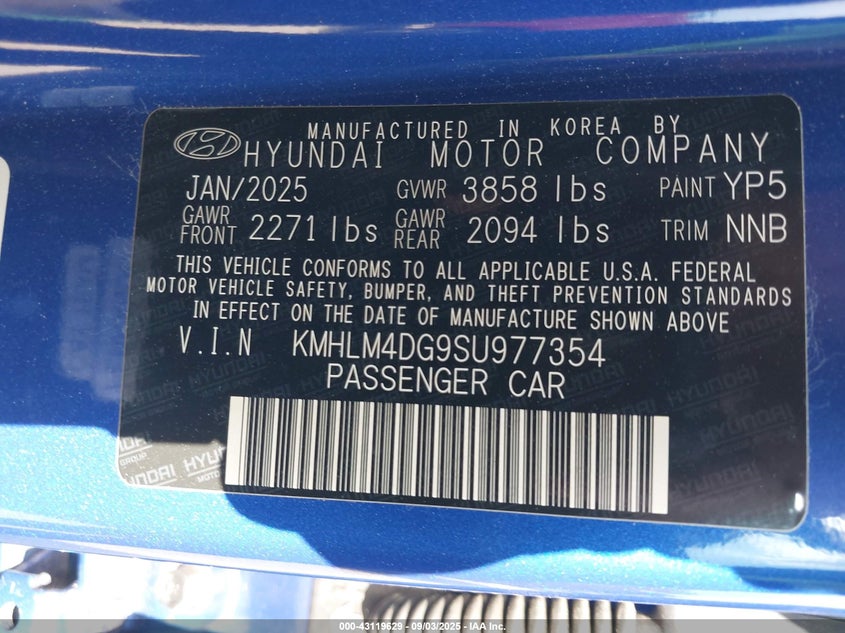 MANUFACTURED IN KOREA BY
HYUNDAI MOTOR COMPANY
JAN/2025 GVWR 3858 lbs PAINT YP5
GAWR FRONT 2271 lbs GAWR REAR 2094 lbs TRIM NNB
THIS VEHICLE CONFORMS TO ALL APPLICABLE U.S.A. FEDERAL
MOTOR VEHICLE SAFETY, BUMPER, AND THEFT PREVENTION STANDARDS
IN EFFECT ON THE DATE OF MANUFACTURE SHOWN ABOVE
V.I.N KMHLM4DG9SU977354
PASSENGER CAR
000-43119629 - 09/03/2025 - IAA Inc.